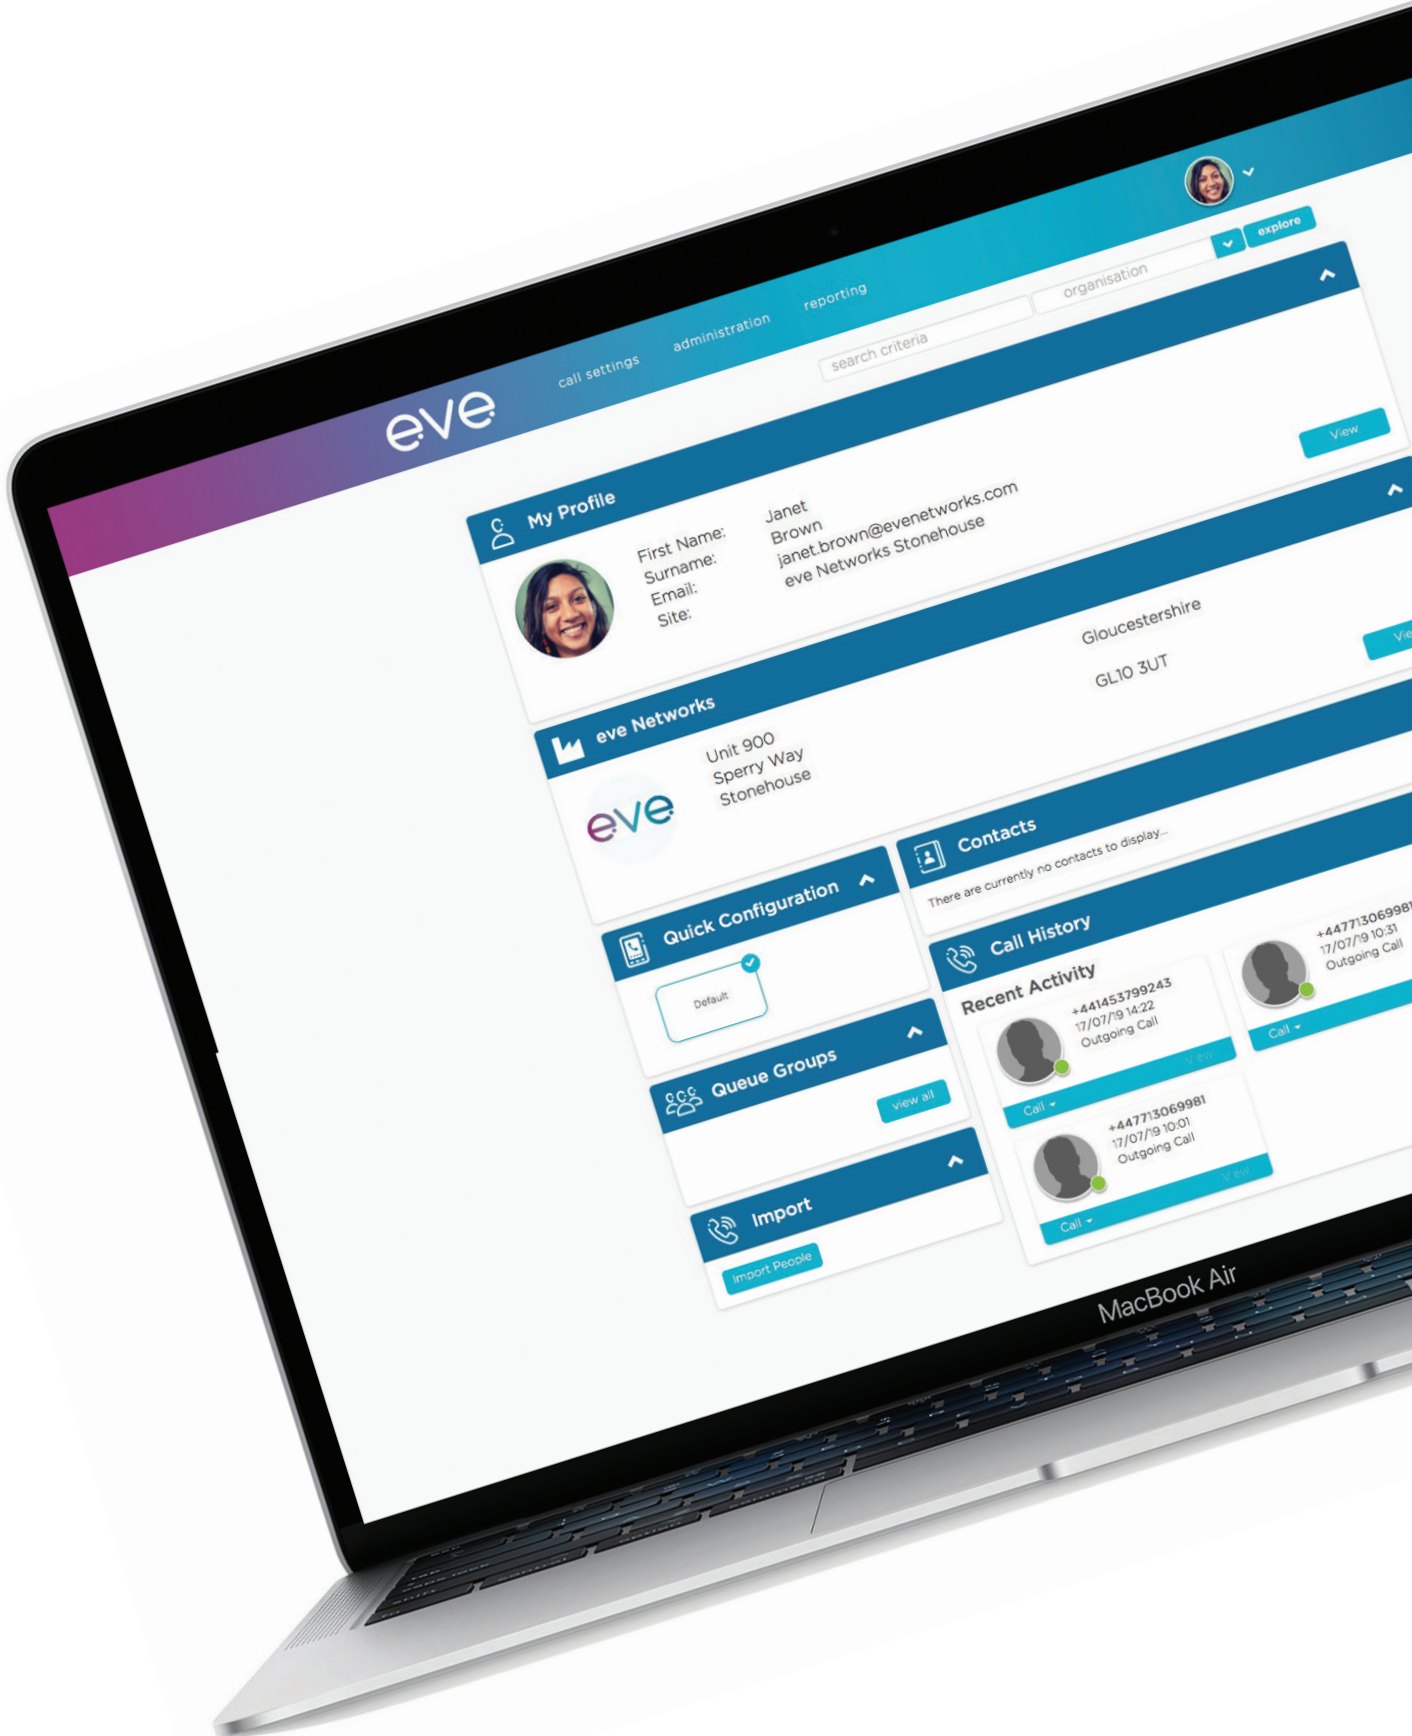 eve
call settings
administration
reporting
search criteria
organisation
explore
My Profile
First Name: Janet
Surname: Brown
Email: janet.brown@evenetworks.com
Site: eve Networks Stonehouse
View
eve Networks
eve
Unit 900
Sperry Way
Stonehouse
Gloucestershire
GL10 3UT
Quick Configuration
Default
Queue Groups
view all
Import
Import People
Contacts
There are currently no contacts to display...
Call History
Recent Activity
+441453799243
17/07/19 14:22
Outgoing Call
Call
View
+447713069981
17/07/19 10:31
Outgoing Call
Call
+447713069981
17/07/19 10:01
Outgoing Call
Call
View
MacBook Air